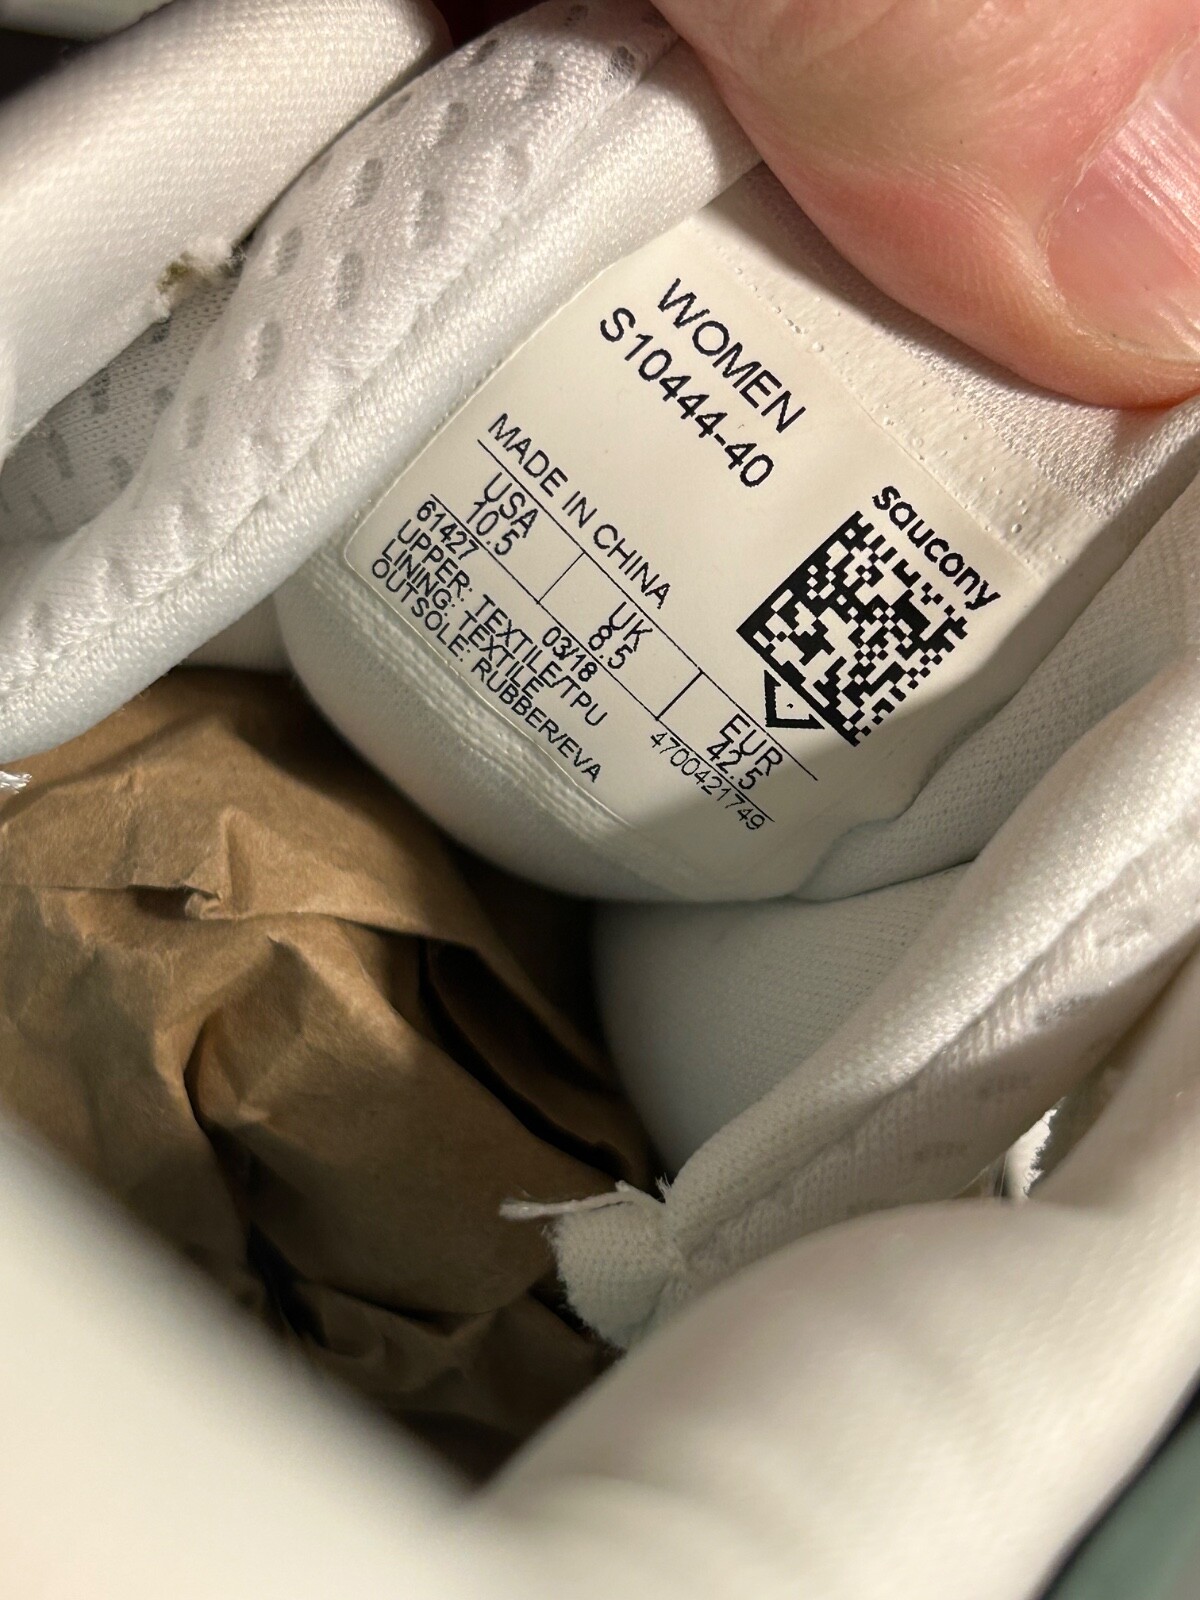 WOMEN
S10444-40
saucony
MADE IN CHINA
USA UK EUR
10.5 8.5 42.5
61427 03/18 4700421749
UPPER: TEXTILE/TPU
LINING: TEXTILE
OUTSOLE: RUBBER/EVA